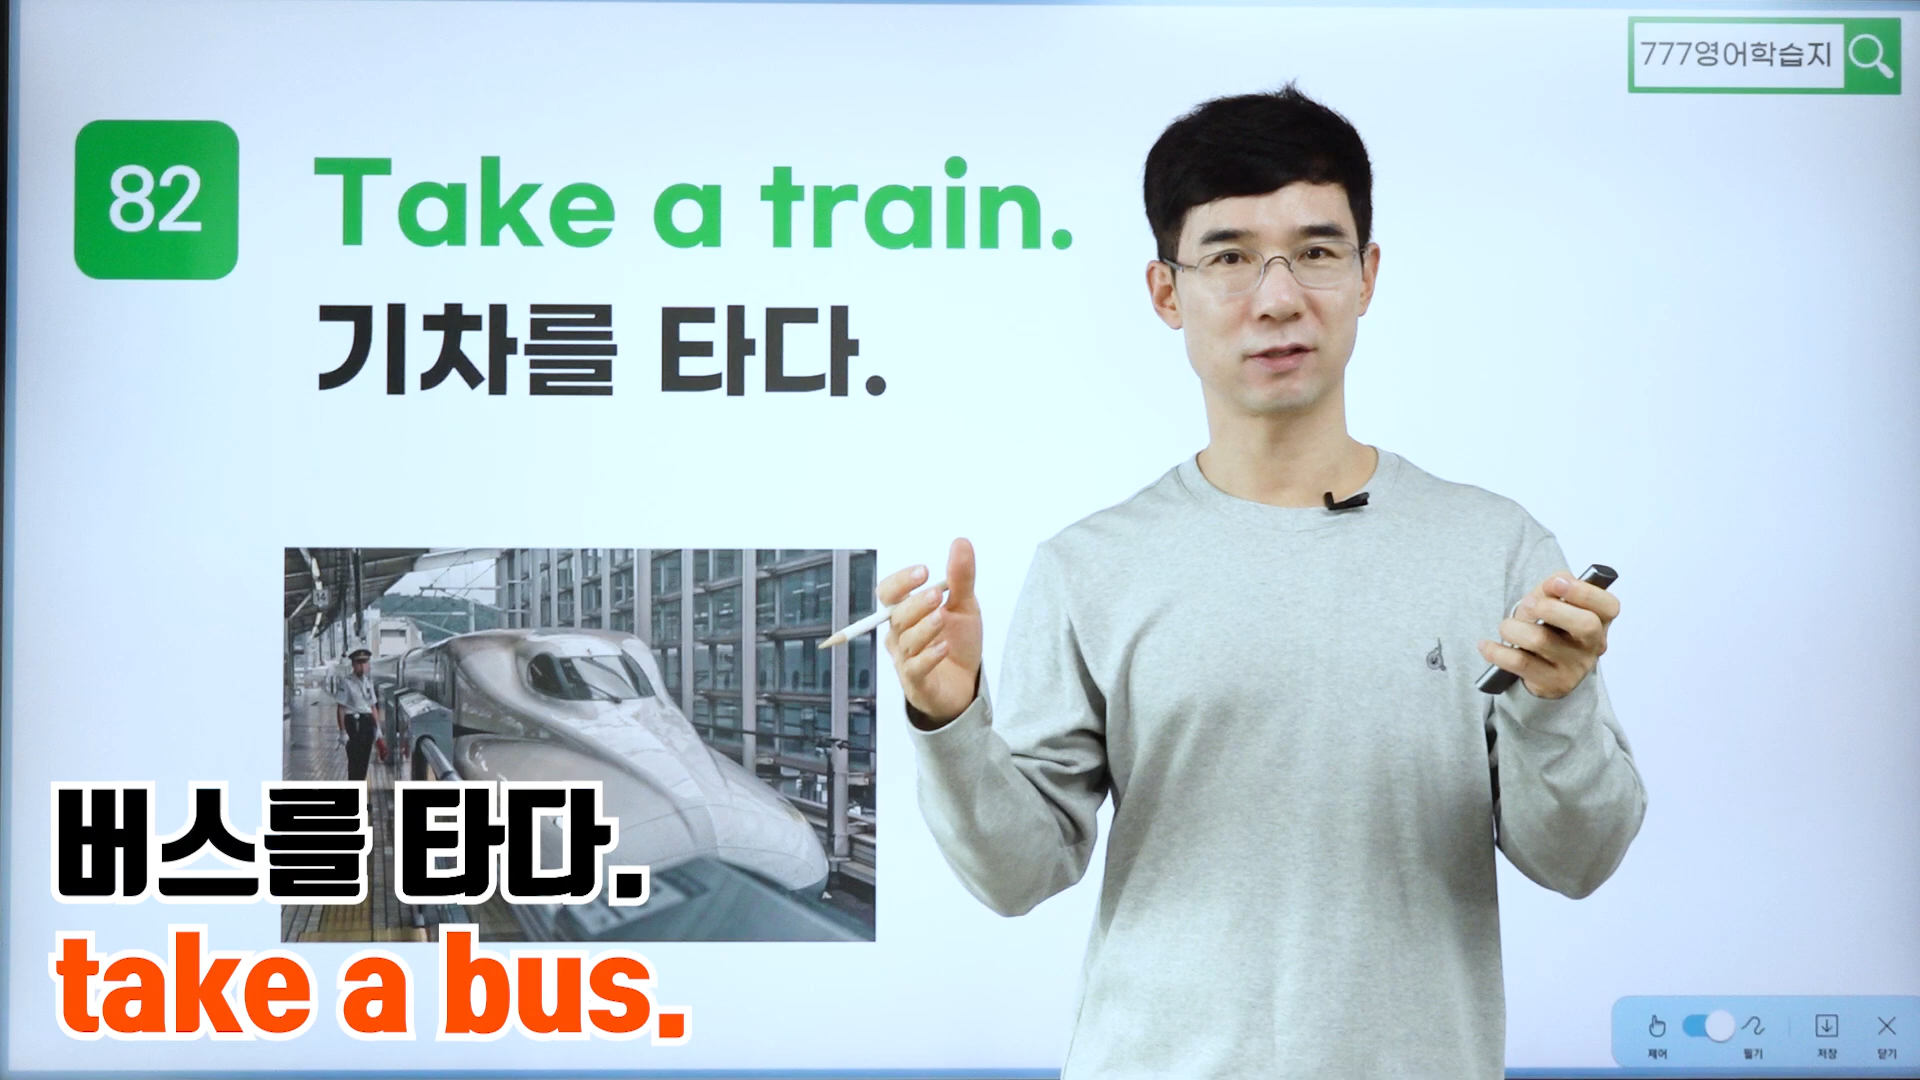 777영어학습지
82
Take a train.
기차를 타다.
14
버스를 타다.
take a bus.
제어
필기
저장
닫기